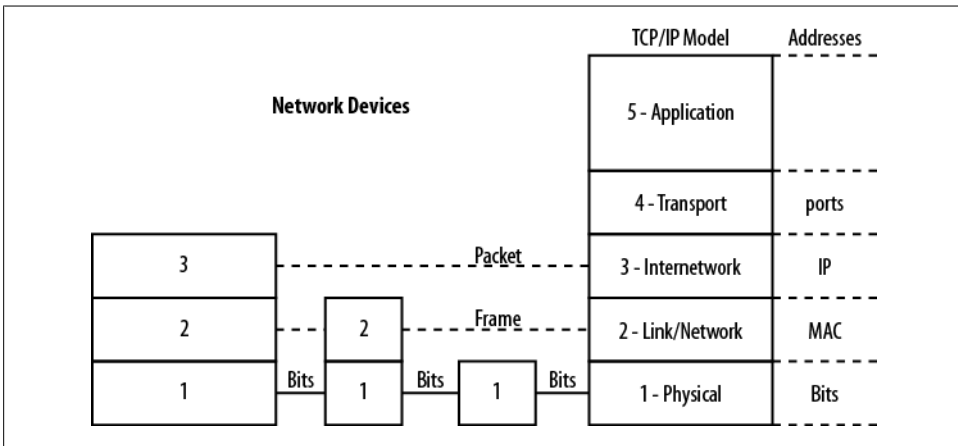 TCP/IP Model Addresses
Network Devices
5 - Application
4 - Transport ports
3 Packet 3 - Internetwork IP
2 2 Frame 2 - Link/Network MAC
1 Bits 1 Bits 1 Bits 1 - Physical Bits